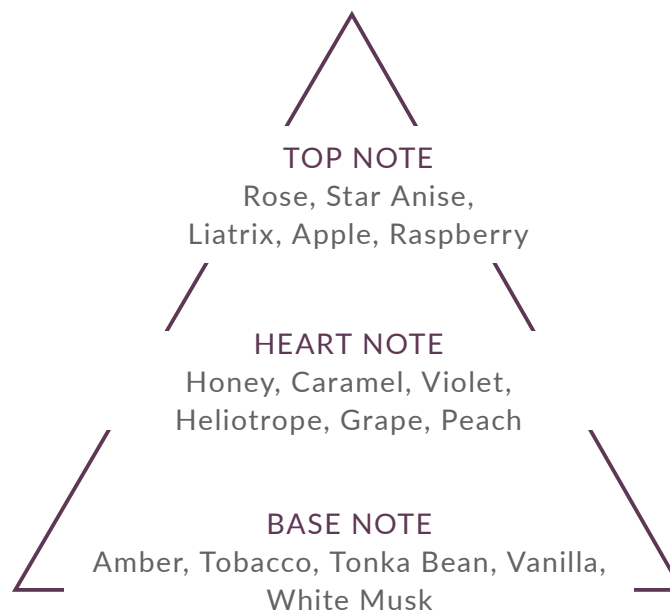 TOP NOTE
Rose, Star Anise,
Liatrix, Apple, Raspberry
HEART NOTE
Honey, Caramel, Violet,
Heliotrope, Grape, Peach
BASE NOTE
Amber, Tobacco, Tonka Bean, Vanilla,
White Musk